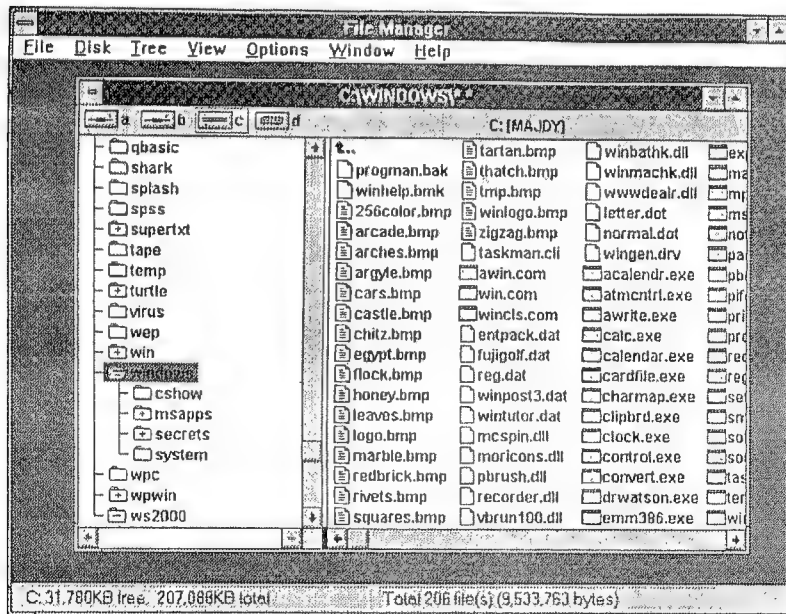 File Manager
File Disk Tree View Options Window Help
C:\WINDOWS\*.*
a b c d
C: [MAJDY]
qbasic
shark
splash
spss
supertxt
tape
temp
turtle
virus
wep
win
windows
cshow
msapps
secrets
system
wpc
wpwin
ws2000
progman.bak
winhelp.bmk
256color.bmp
arcade.bmp
arches.bmp
argyle.bmp
cars.bmp
castle.bmp
chitz.bmp
egypt.bmp
flock.bmp
honey.bmp
leaves.bmp
logo.bmp
marble.bmp
redbrick.bmp
rivets.bmp
squares.bmp
tartan.bmp
thatch.bmp
tmp.bmp
winlogo.bmp
zigzag.bmp
taskman.cli
awin.com
win.com
wincls.com
entpack.dat
fujigolf.dat
reg.dat
winpost3.dat
wintutor.dat
mcspin.dll
moricons.dll
pbrush.dll
recorder.dll
vbrun100.dll
winbathk.dll
winmachk.dll
wwwdealr.dll
letter.dot
normal.dot
wingen.drv
acalendr.exe
atmcntrl.exe
awrite.exe
calc.exe
calendar.exe
cardfile.exe
charmap.exe
clipbrd.exe
clock.exe
control.exe
convert.exe
drwatson.exe
emm386.exe
C: 31,780KB free, 207,088KB total
Total 206 file(s) (9,533,763 bytes)